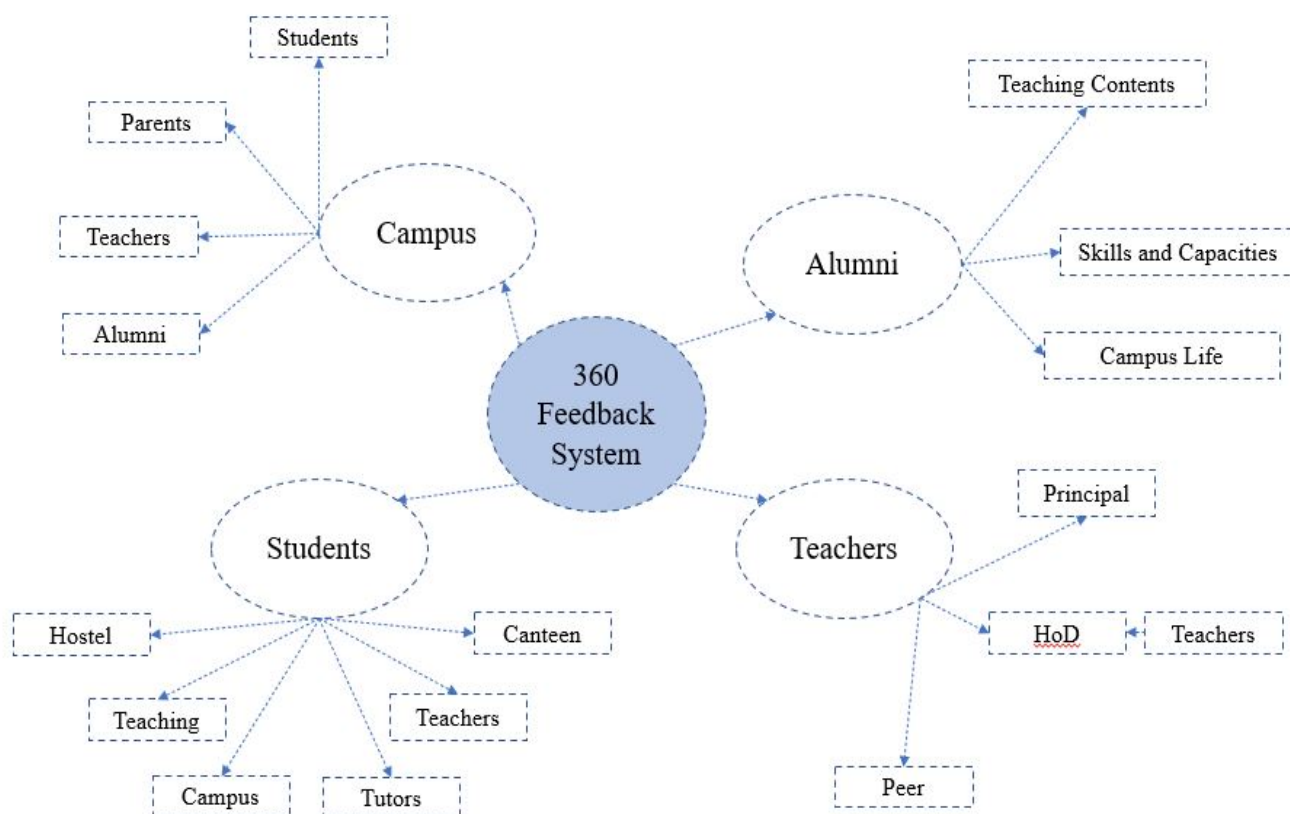 Students
Parents
Teachers
Alumni
Campus
Teaching Contents
Skills and Capacities
Campus Life
Alumni
360
Feedback
System
Students
Hostel
Teaching
Campus
Tutors
Teachers
Canteen
Teachers
Principal
HoD
Teachers
Peer